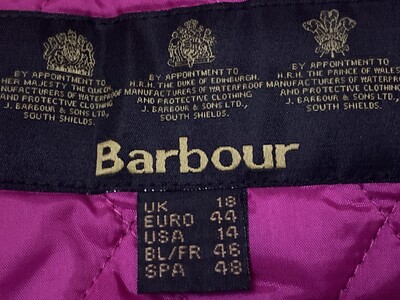 BY APPOINTMENT TO
HER MAJESTY THE QUEEN
MANUFACTURERS OF WATERPROOF
AND PROTECTIVE CLOTHING
J. BARBOUR & SONS LTD.,
SOUTH SHIELDS.
BY APPOINTMENT TO
H.R.H. THE DUKE OF EDINBURGH,
MANUFACTURERS OF WATERPROOF
AND PROTECTIVE CLOTHING
J. BARBOUR & SONS LTD.,
SOUTH SHIELDS.
BY APPOINTMENT TO
H.R.H. THE PRINCE OF WALES
MANUFACTURERS OF WATERPROOF
AND PROTECTIVE CLOTHING
J. BARBOUR & SONS LTD.,
SOUTH SHIELDS.
Barbour
UK 18
EURO 44
USA 14
BL/FR 46
SPA 48